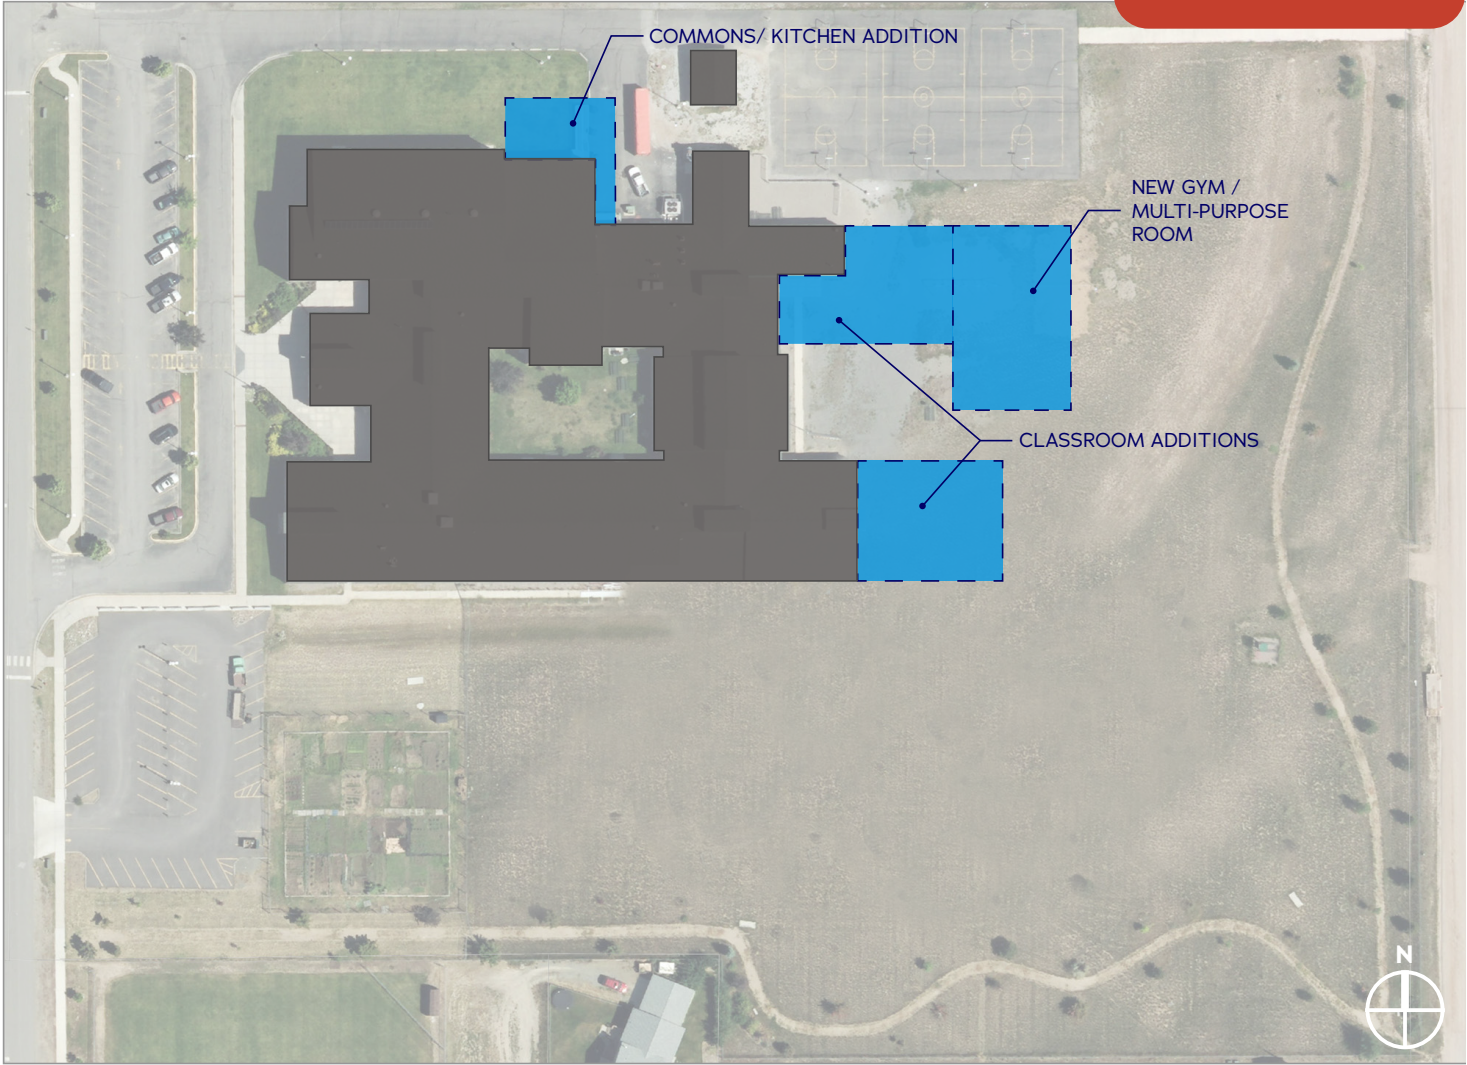 COMMONS/ KITCHEN ADDITION
NEW GYM /
MULTI-PURPOSE
ROOM
CLASSROOM ADDITIONS
N